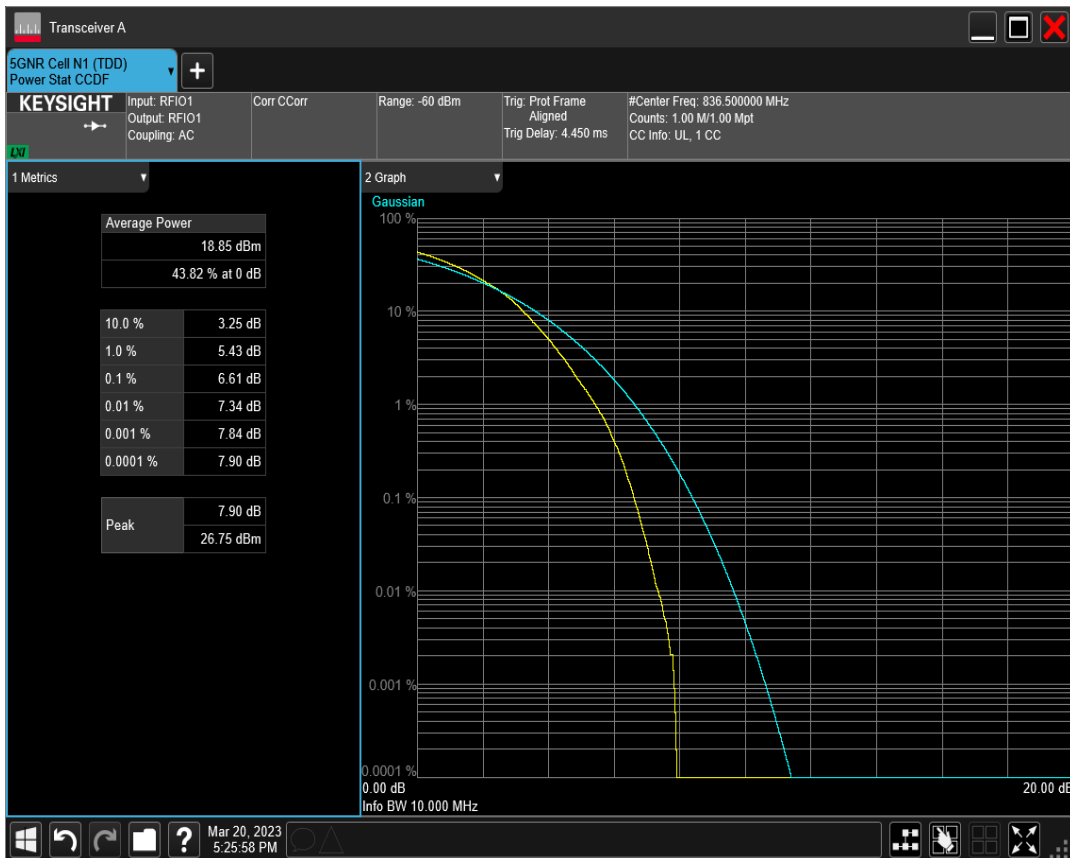 Transceiver A
5GNR Cell N1 (TDD)
Power Stat CCDF
KEYSIGHT
LXI
Input: RFIO1
Output: RFIO1
Coupling: AC
Corr CCorr
Range: -60 dBm
Trig: Prot Frame
Aligned
Trig Delay: 4.450 ms
#Center Freq: 836.500000 MHz
Counts: 1.00 M/1.00 Mpt
CC Info: UL, 1 CC
1 Metrics
Average Power
18.85 dBm
43.82 % at 0 dB
10.0 % 3.25 dB
1.0 % 5.43 dB
0.1 % 6.61 dB
0.01 % 7.34 dB
0.001 % 7.84 dB
0.0001 % 7.90 dB
Peak 7.90 dB
26.75 dBm
2 Graph
Gaussian
100 %
10 %
1 %
0.1 %
0.01 %
0.001 %
0.0001 %
0.00 dB 20.00 dB
Info BW 10.000 MHz
? Mar 20, 2023
5:25:58 PM